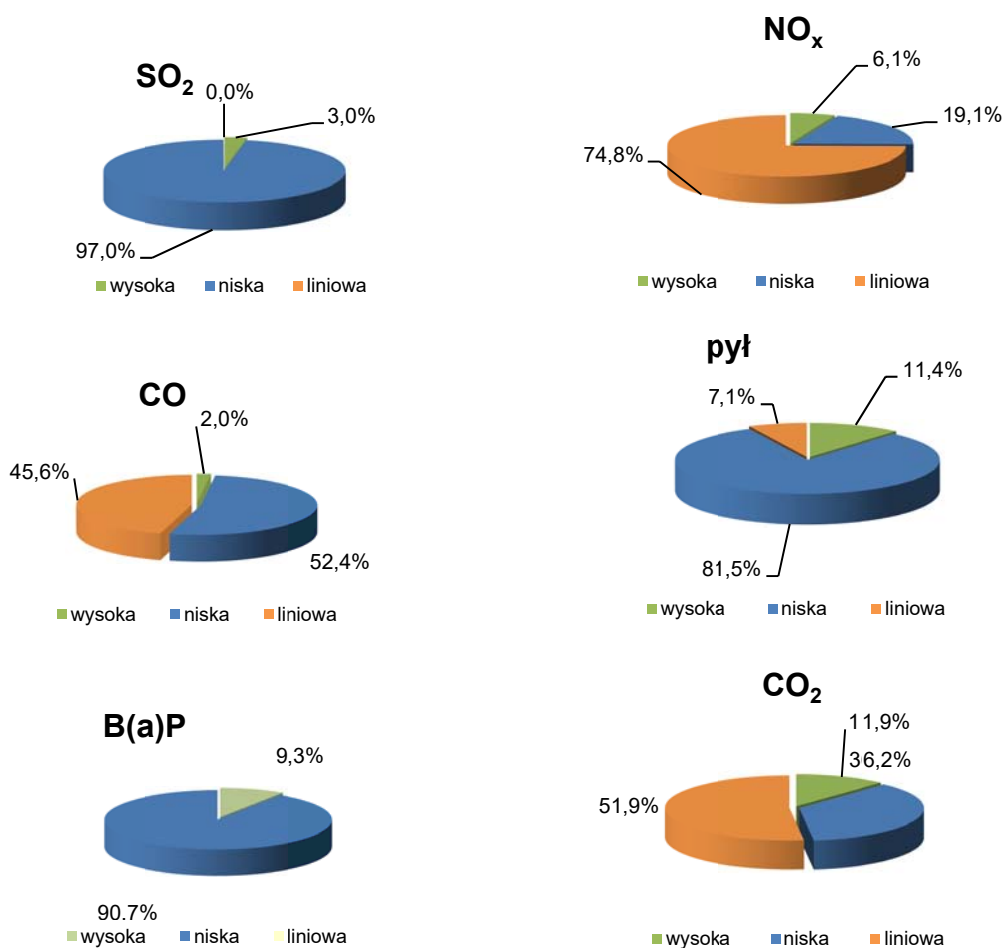 SO₂
0,0%
3,0%
97,0%
wysoka niska liniowa
NOₓ
6,1%
19,1%
74,8%
wysoka niska liniowa
CO
2,0%
45,6%
52,4%
wysoka niska liniowa
pył
11,4%
7,1%
81,5%
wysoka niska liniowa
B(a)P
9,3%
90,7%
wysoka niska liniowa
CO₂
11,9%
36,2%
51,9%
wysoka niska liniowa